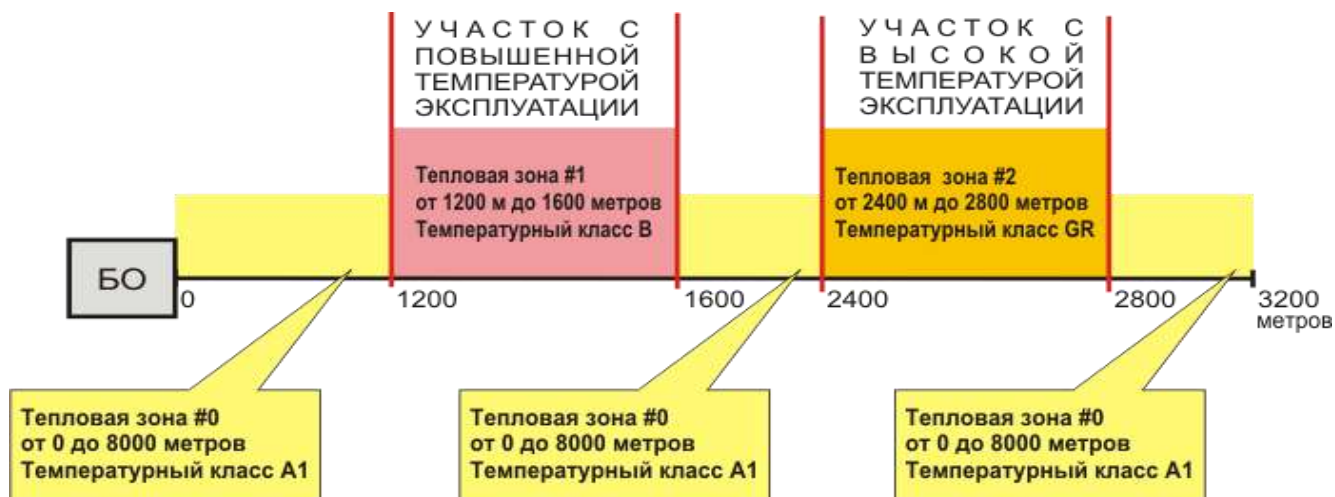 УЧАСТОК С
ПОВЫШЕННОЙ
ТЕМПЕРАТУРОЙ
ЭКСПЛУАТАЦИИ
УЧАСТОК С
ВЫСОКОЙ
ТЕМПЕРАТУРОЙ
ЭКСПЛУАТАЦИИ
Тепловая зона #1
от 1200 м до 1600 метров
Температурный класс B
Тепловая зона #2
от 2400 м до 2800 метров
Температурный класс GR
БО
0
1200
1600
2400
2800
3200
метров
Тепловая зона #0
от 0 до 8000 метров
Температурный класс A1
Тепловая зона #0
от 0 до 8000 метров
Температурный класс A1
Тепловая зона #0
от 0 до 8000 метров
Температурный класс A1